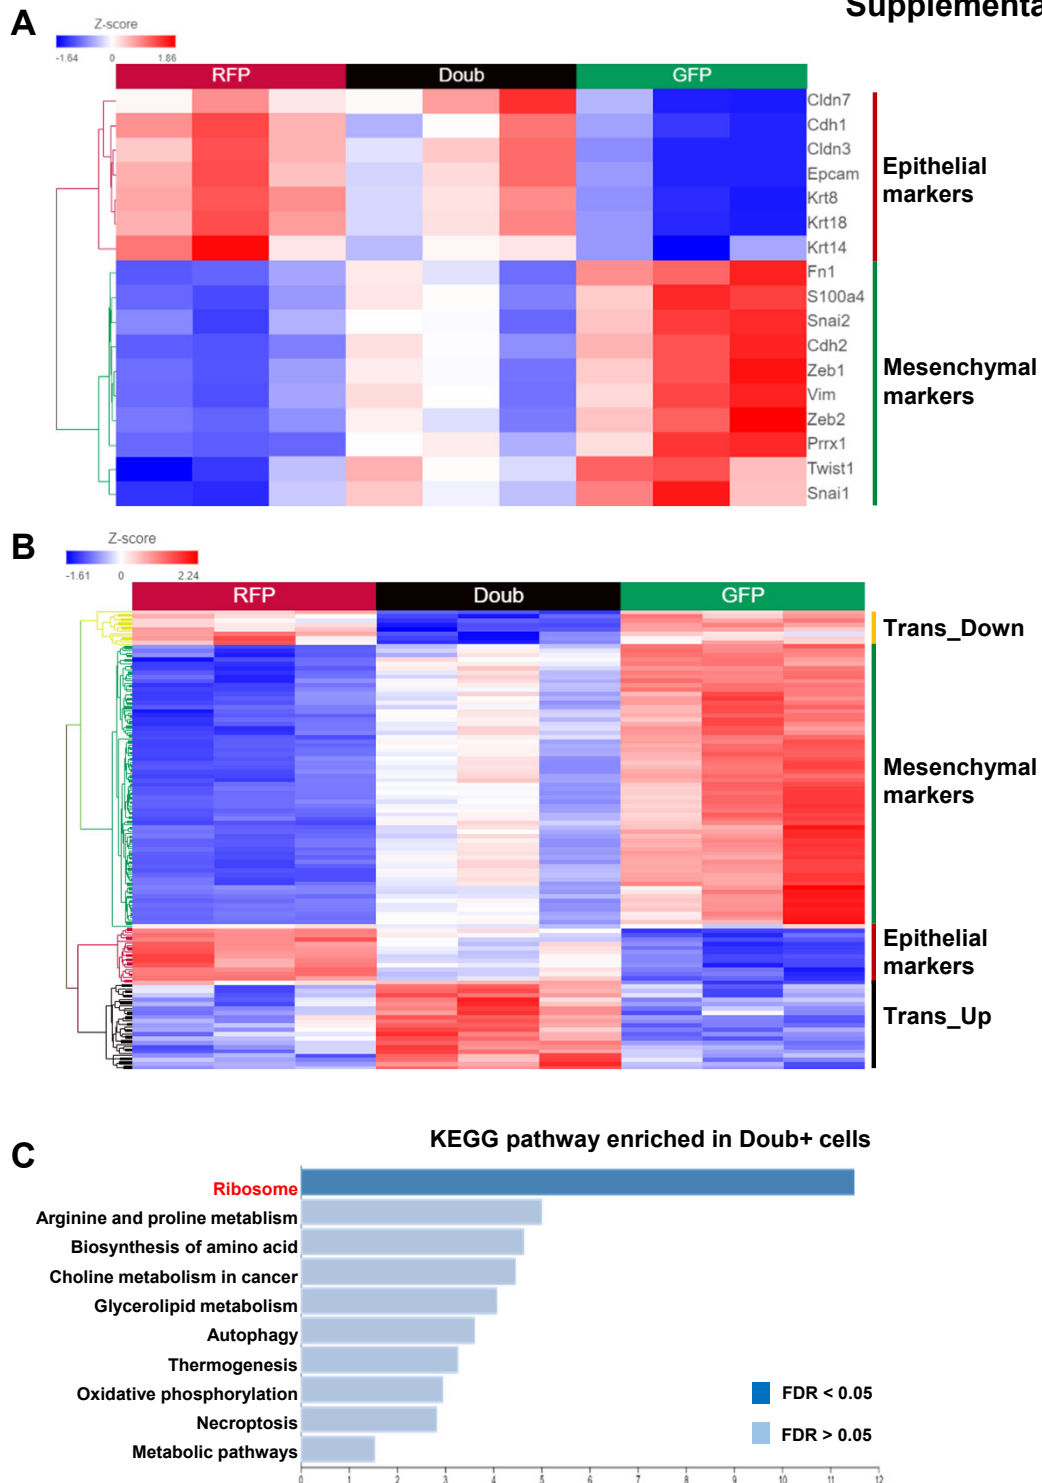 Supplementa
A
Z-score
-1.64 0 1.86
RFP Doub GFP
Cldn7
Cdh1
Cldn3
Epcam
Krt8
Krt18
Krt14
Epithelial
markers
Fn1
S100a4
Snai2
Cdh2
Zeb1
Vim
Zeb2
Prrx1
Twist1
Snai1
Mesenchymal
markers
B
Z-score
-1.61 0 2.24
RFP Doub GFP
Trans_Down
Mesenchymal
markers
Epithelial
markers
Trans_Up
C
KEGG pathway enriched in Doub+ cells
Ribosome
Arginine and proline metablism
Biosynthesis of amino acid
Choline metabolism in cancer
Glycerolipid metabolism
Autophagy
Thermogenesis
Oxidative phosphorylation
Necroptosis
Metabolic pathways
FDR < 0.05
FDR > 0.05
0 1 2 3 4 5 6 7 8 9 10 11 12